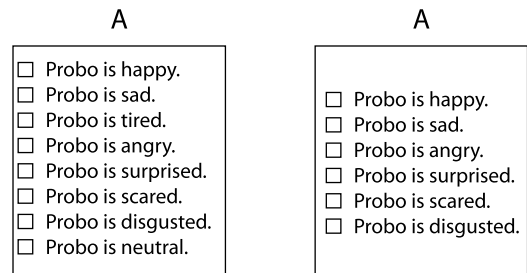 A
☐ Probo is happy.
☐ Probo is sad.
☐ Probo is tired.
☐ Probo is angry.
☐ Probo is surprised.
☐ Probo is scared.
☐ Probo is disgusted.
☐ Probo is neutral.
A
☐ Probo is happy.
☐ Probo is sad.
☐ Probo is angry.
☐ Probo is surprised.
☐ Probo is scared.
☐ Probo is disgusted.